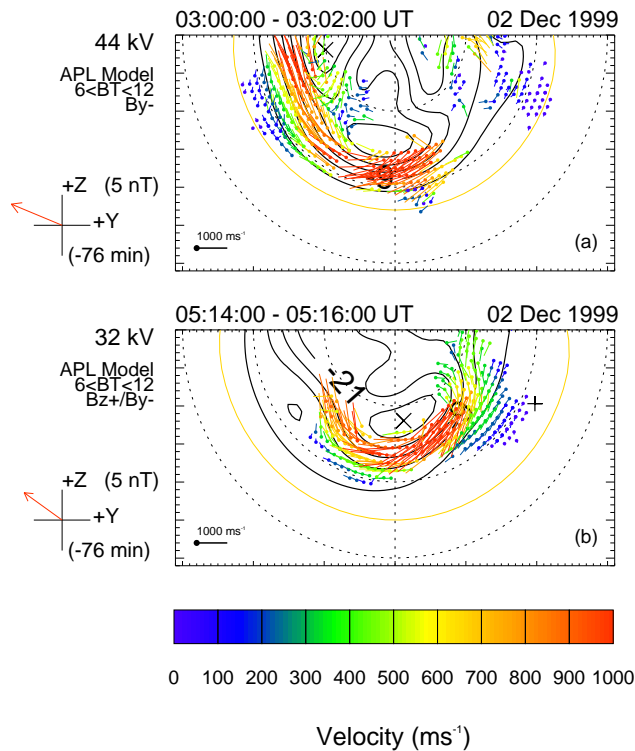 03:00:00 - 03:02:00 UT 02 Dec 1999
44 kV
APL Model
6<BT<12
By-
+Z (5 nT)
+Y
(-76 min)
1000 ms-1
(a)
05:14:00 - 05:16:00 UT 02 Dec 1999
32 kV
APL Model
6<BT<12
Bz+/By-
-21
+Z (5 nT)
+Y
(-76 min)
1000 ms-1
(b)
0 100 200 300 400 500 600 700 800 900 1000
Velocity (ms-1)